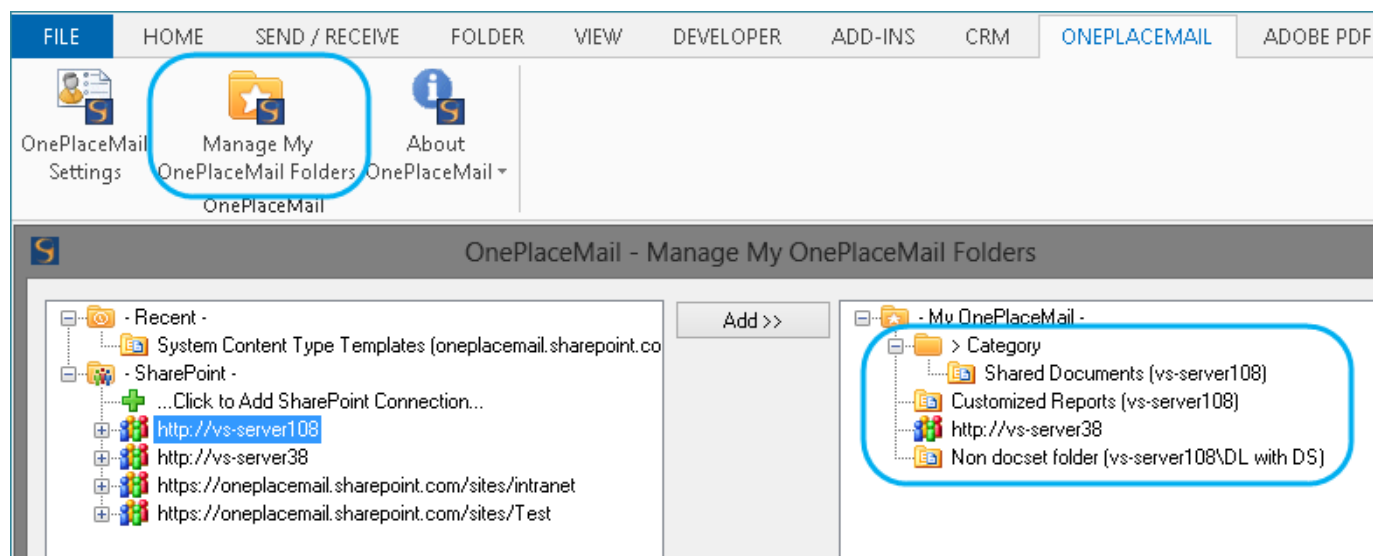 FILE HOME SEND / RECEIVE FOLDER VIEW DEVELOPER ADD-INS CRM ONEPLACEMAIL ADOBE PDF
OnePlaceMail Settings
Manage My OnePlaceMail Folders
About OnePlaceMail
OnePlaceMail
OnePlaceMail - Manage My OnePlaceMail Folders
- Recent -
System Content Type Templates (oneplacemail.sharepoint.co
- SharePoint -
...Click to Add SharePoint Connection...
http://vs-server108
http://vs-server38
https://oneplacemail.sharepoint.com/sites/intranet
https://oneplacemail.sharepoint.com/sites/Test
Add >>
- My OnePlaceMail -
> Category
Shared Documents (vs-server108)
Customized Reports (vs-server108)
http://vs-server38
Non docset folder (vs-server108\DL with DS)